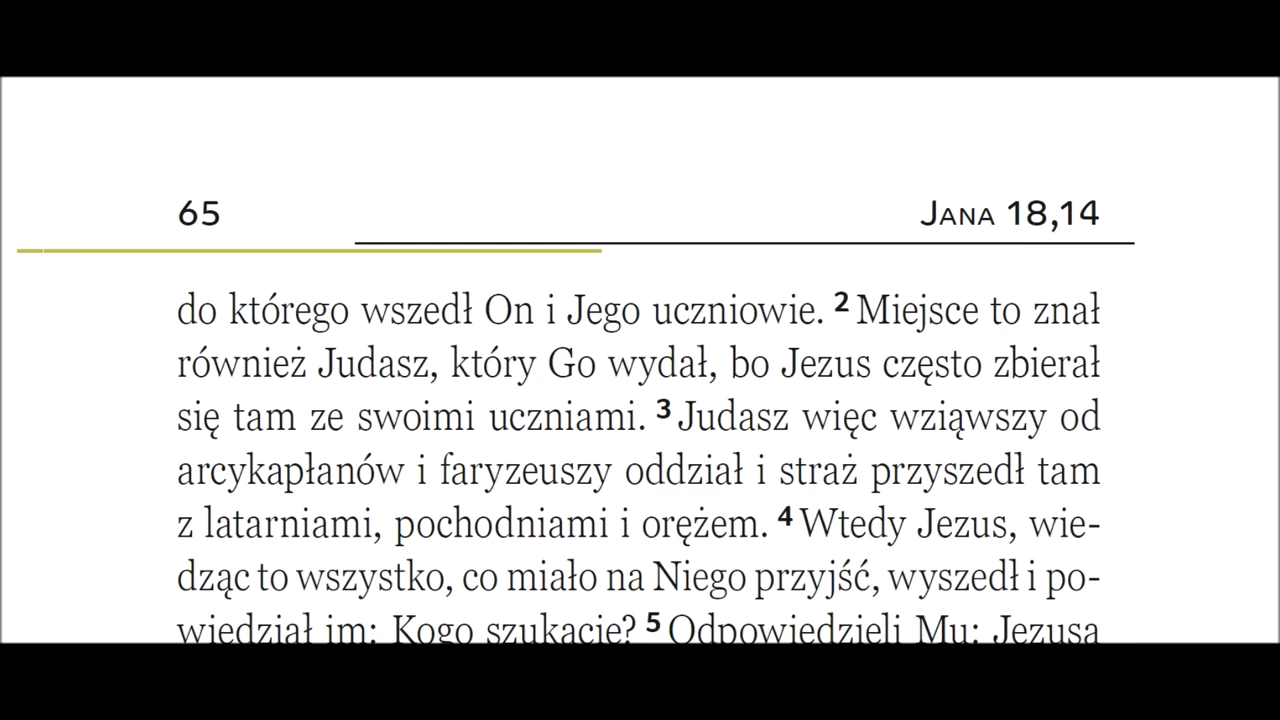 65 Jana 18,14
do którego wszedł On i Jego uczniowie. 2 Miejsce to znał
również Judasz, który Go wydał, bo Jezus często zbierał
się tam ze swoimi uczniami. 3 Judasz więc wziąwszy od
arcykapłanów i faryzeuszy oddział i straż przyszedł tam
z latarniami, pochodniami i orężem. 4 Wtedy Jezus, wie-
dząc to wszystko, co miało na Niego przyjść, wyszedł i po-
wiedział im: Kogo szukacie? 5 Odpowiedzieli Mu: Jezusa